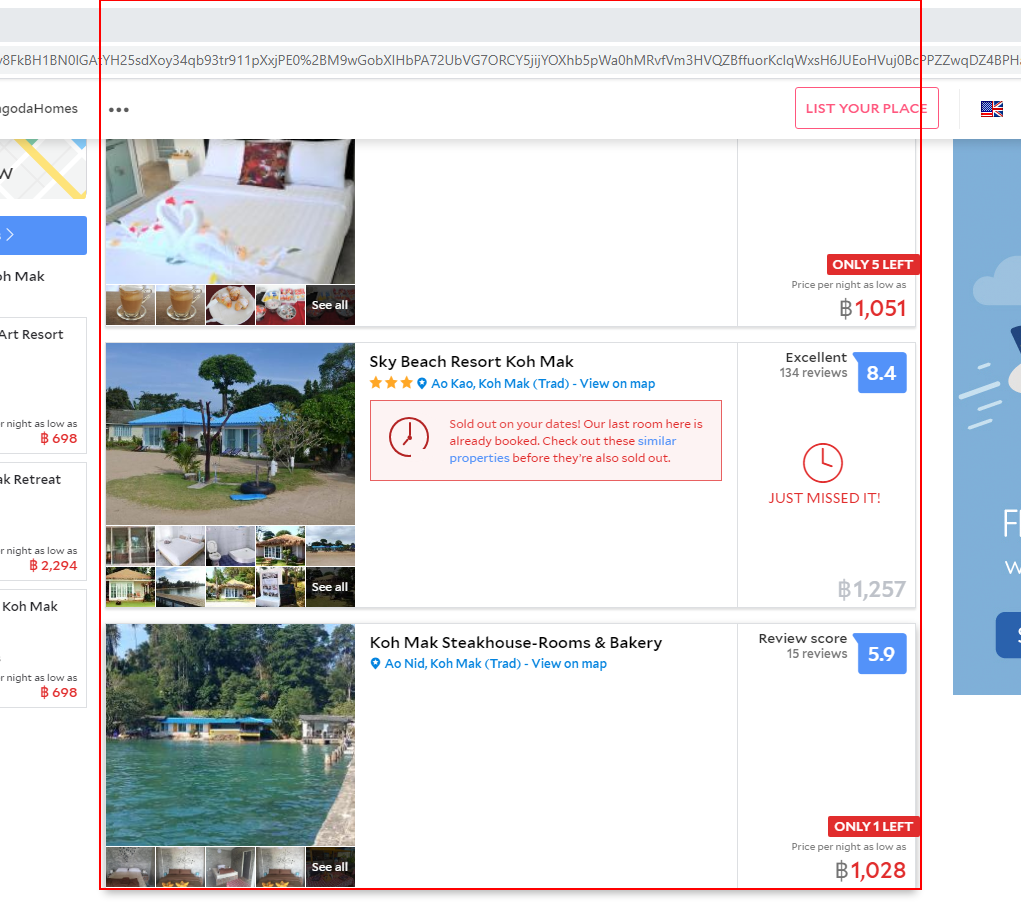 LIST YOUR PLACE
ONLY 5 LEFT
Price per night as low as
฿1,051
See all
Sky Beach Resort Koh Mak
Ao Kao, Koh Mak (Trad) - View on map
Sold out on your dates! Our last room here is
already booked. Check out these similar
properties before they're also sold out.
Excellent
134 reviews
8.4
JUST MISSED IT!
฿1,257
See all
Koh Mak Steakhouse-Rooms & Bakery
Ao Nid, Koh Mak (Trad) - View on map
Review score
15 reviews
5.9
ONLY 1 LEFT
Price per night as low as
฿1,028
See all
Art Resort
night as low as
฿ 698
Retreat
night as low as
฿ 2,294
Koh Mak
night as low as
฿ 698